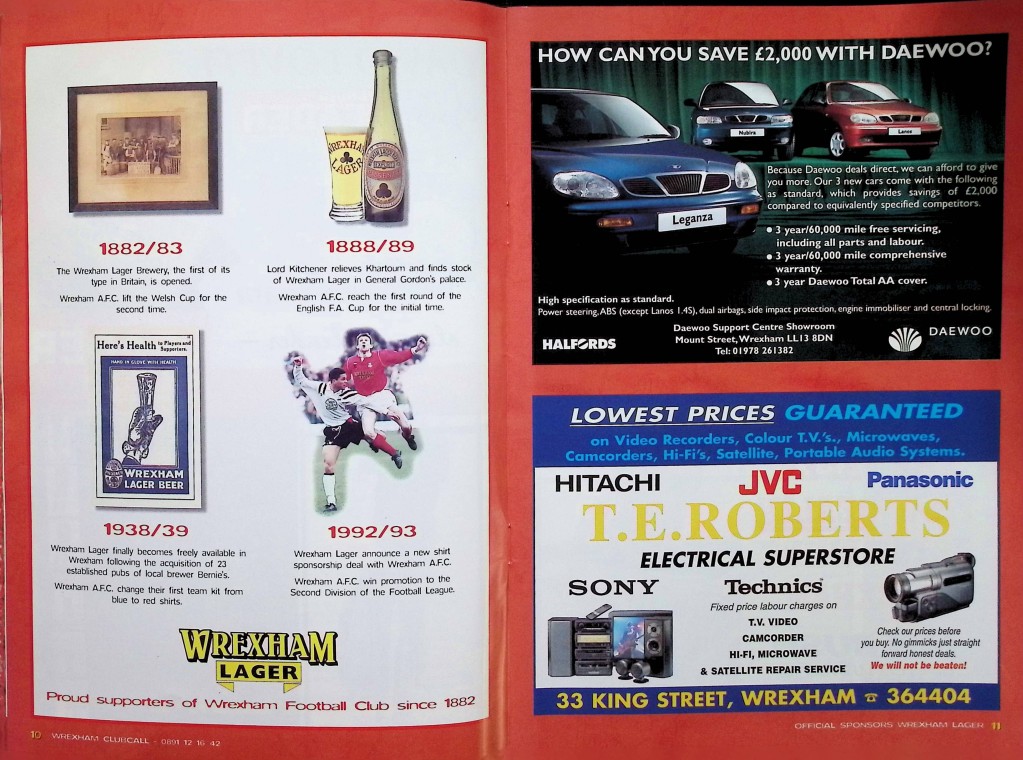 WREXHAM
LAGER
1882/83
The Wrexham Lager Brewery, the first of its
type in Britain, is opened.
Wrexham A.F.C. lift the Welsh Cup for the
second time.
1888/89
Lord Kitchener relieves Khartoum and finds stock
of Wrexham Lager in General Gordon's palace.
Wrexham A.F.C. reach the first round of the
English F.A. Cup for the initial time.
Here's Health to Players and
Supporters.
HAND IN GLOVE WITH HEALTH
WREXHAM
LAGER BEER
1938/39
Wrexham Lager finally becomes freely available in
Wrexham following the acquisition of 23
established pubs of local brewer Bernie's.
Wrexham A.F.C. change their first team kit from
blue to red shirts.
1992/93
Wrexham Lager announce a new shirt
sponsorship deal with Wrexham A.F.C.
Wrexham A.F.C. win promotion to the
Second Division of the Football League.
WREXHAM
LAGER
Proud supporters of Wrexham Football Club since 1882
10 WREXHAM CLUBCALL - 0891 12 16 42
HOW CAN YOU SAVE £2,000 WITH DAEWOO?
Nubira
Lanos
Leganza
Because Daewoo deals direct, we can afford to give
you more. Our 3 new cars come with the following
as standard, which provides savings of £2,000
compared to equivalently specified competitors.
• 3 year/60,000 mile free servicing,
including all parts and labour.
• 3 year/60,000 mile comprehensive
warranty.
• 3 year Daewoo Total AA cover.
High specification as standard.
Power steering, ABS (except Lanos 1.4S), dual airbags, side impact protection, engine immobiliser and central locking.
HALFORDS
Daewoo Support Centre Showroom
Mount Street, Wrexham LL13 8DN
Tel: 01978 261382
DAEWOO
LOWEST PRICES GUARANTEED
on Video Recorders, Colour T.V.'s., Microwaves,
Camcorders, Hi-Fi's, Satellite, Portable Audio Systems.
HITACHI JVC Panasonic
T.E.ROBERTS
ELECTRICAL SUPERSTORE
SONY Technics
Fixed price labour charges on
T.V. VIDEO
CAMCORDER
HI-FI, MICROWAVE
& SATELLITE REPAIR SERVICE
Check our prices before
you buy. No gimmicks just straight
forward honest deals.
We will not be beaten!
33 KING STREET, WREXHAM ☎ 364404
OFFICIAL SPONSORS WREXHAM LAGER 11